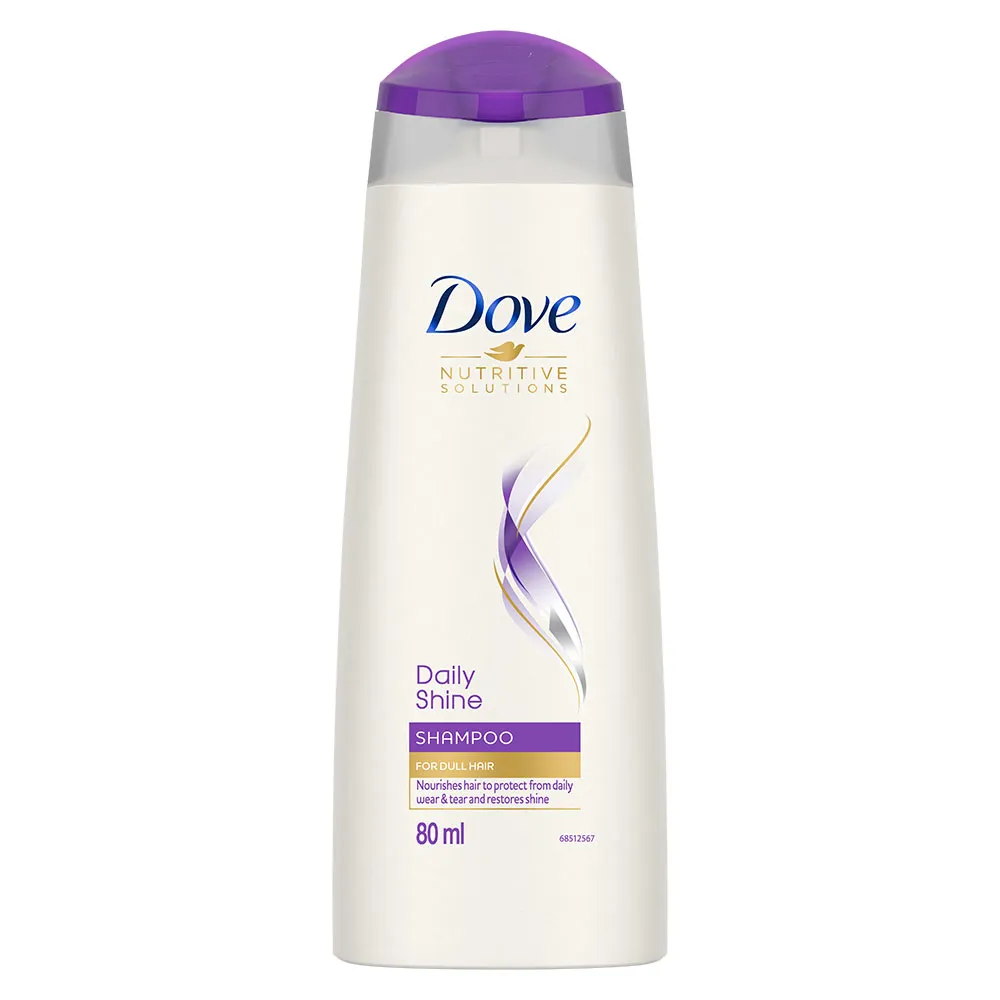 Dove
NUTRITIVE
SOLUTIONS
Daily
Shine
SHAMPOO
FOR DULL HAIR
Nourishes hair to protect from daily
wear & tear and restores shine
80 ml
68512567